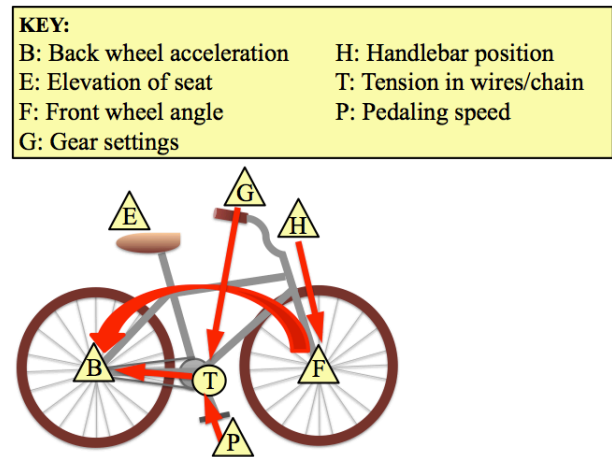 KEY:
B: Back wheel acceleration H: Handlebar position
E: Elevation of seat T: Tension in wires/chain
F: Front wheel angle P: Pedaling speed
G: Gear settings
G
E
H
B
T
F
P